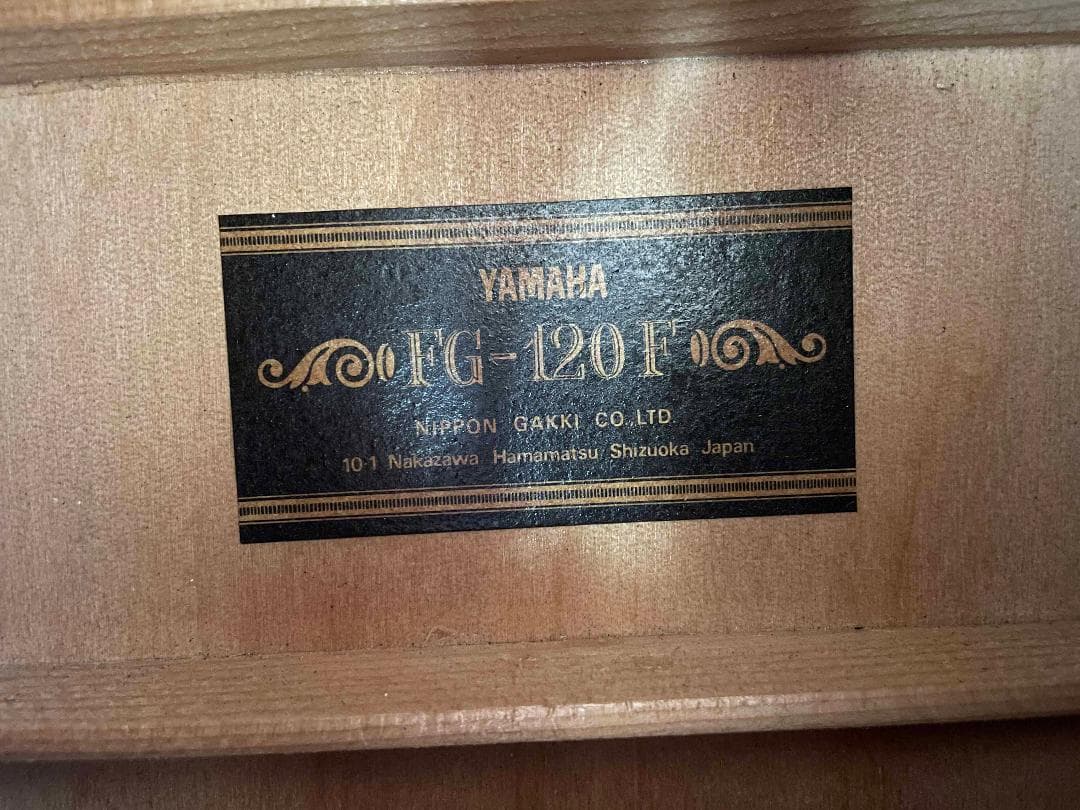 YAMAHA
FG-120F
NIPPON GAKKI CO.,LTD.
10-1 Nakazawa Hamamatsu Shizuoka Japan